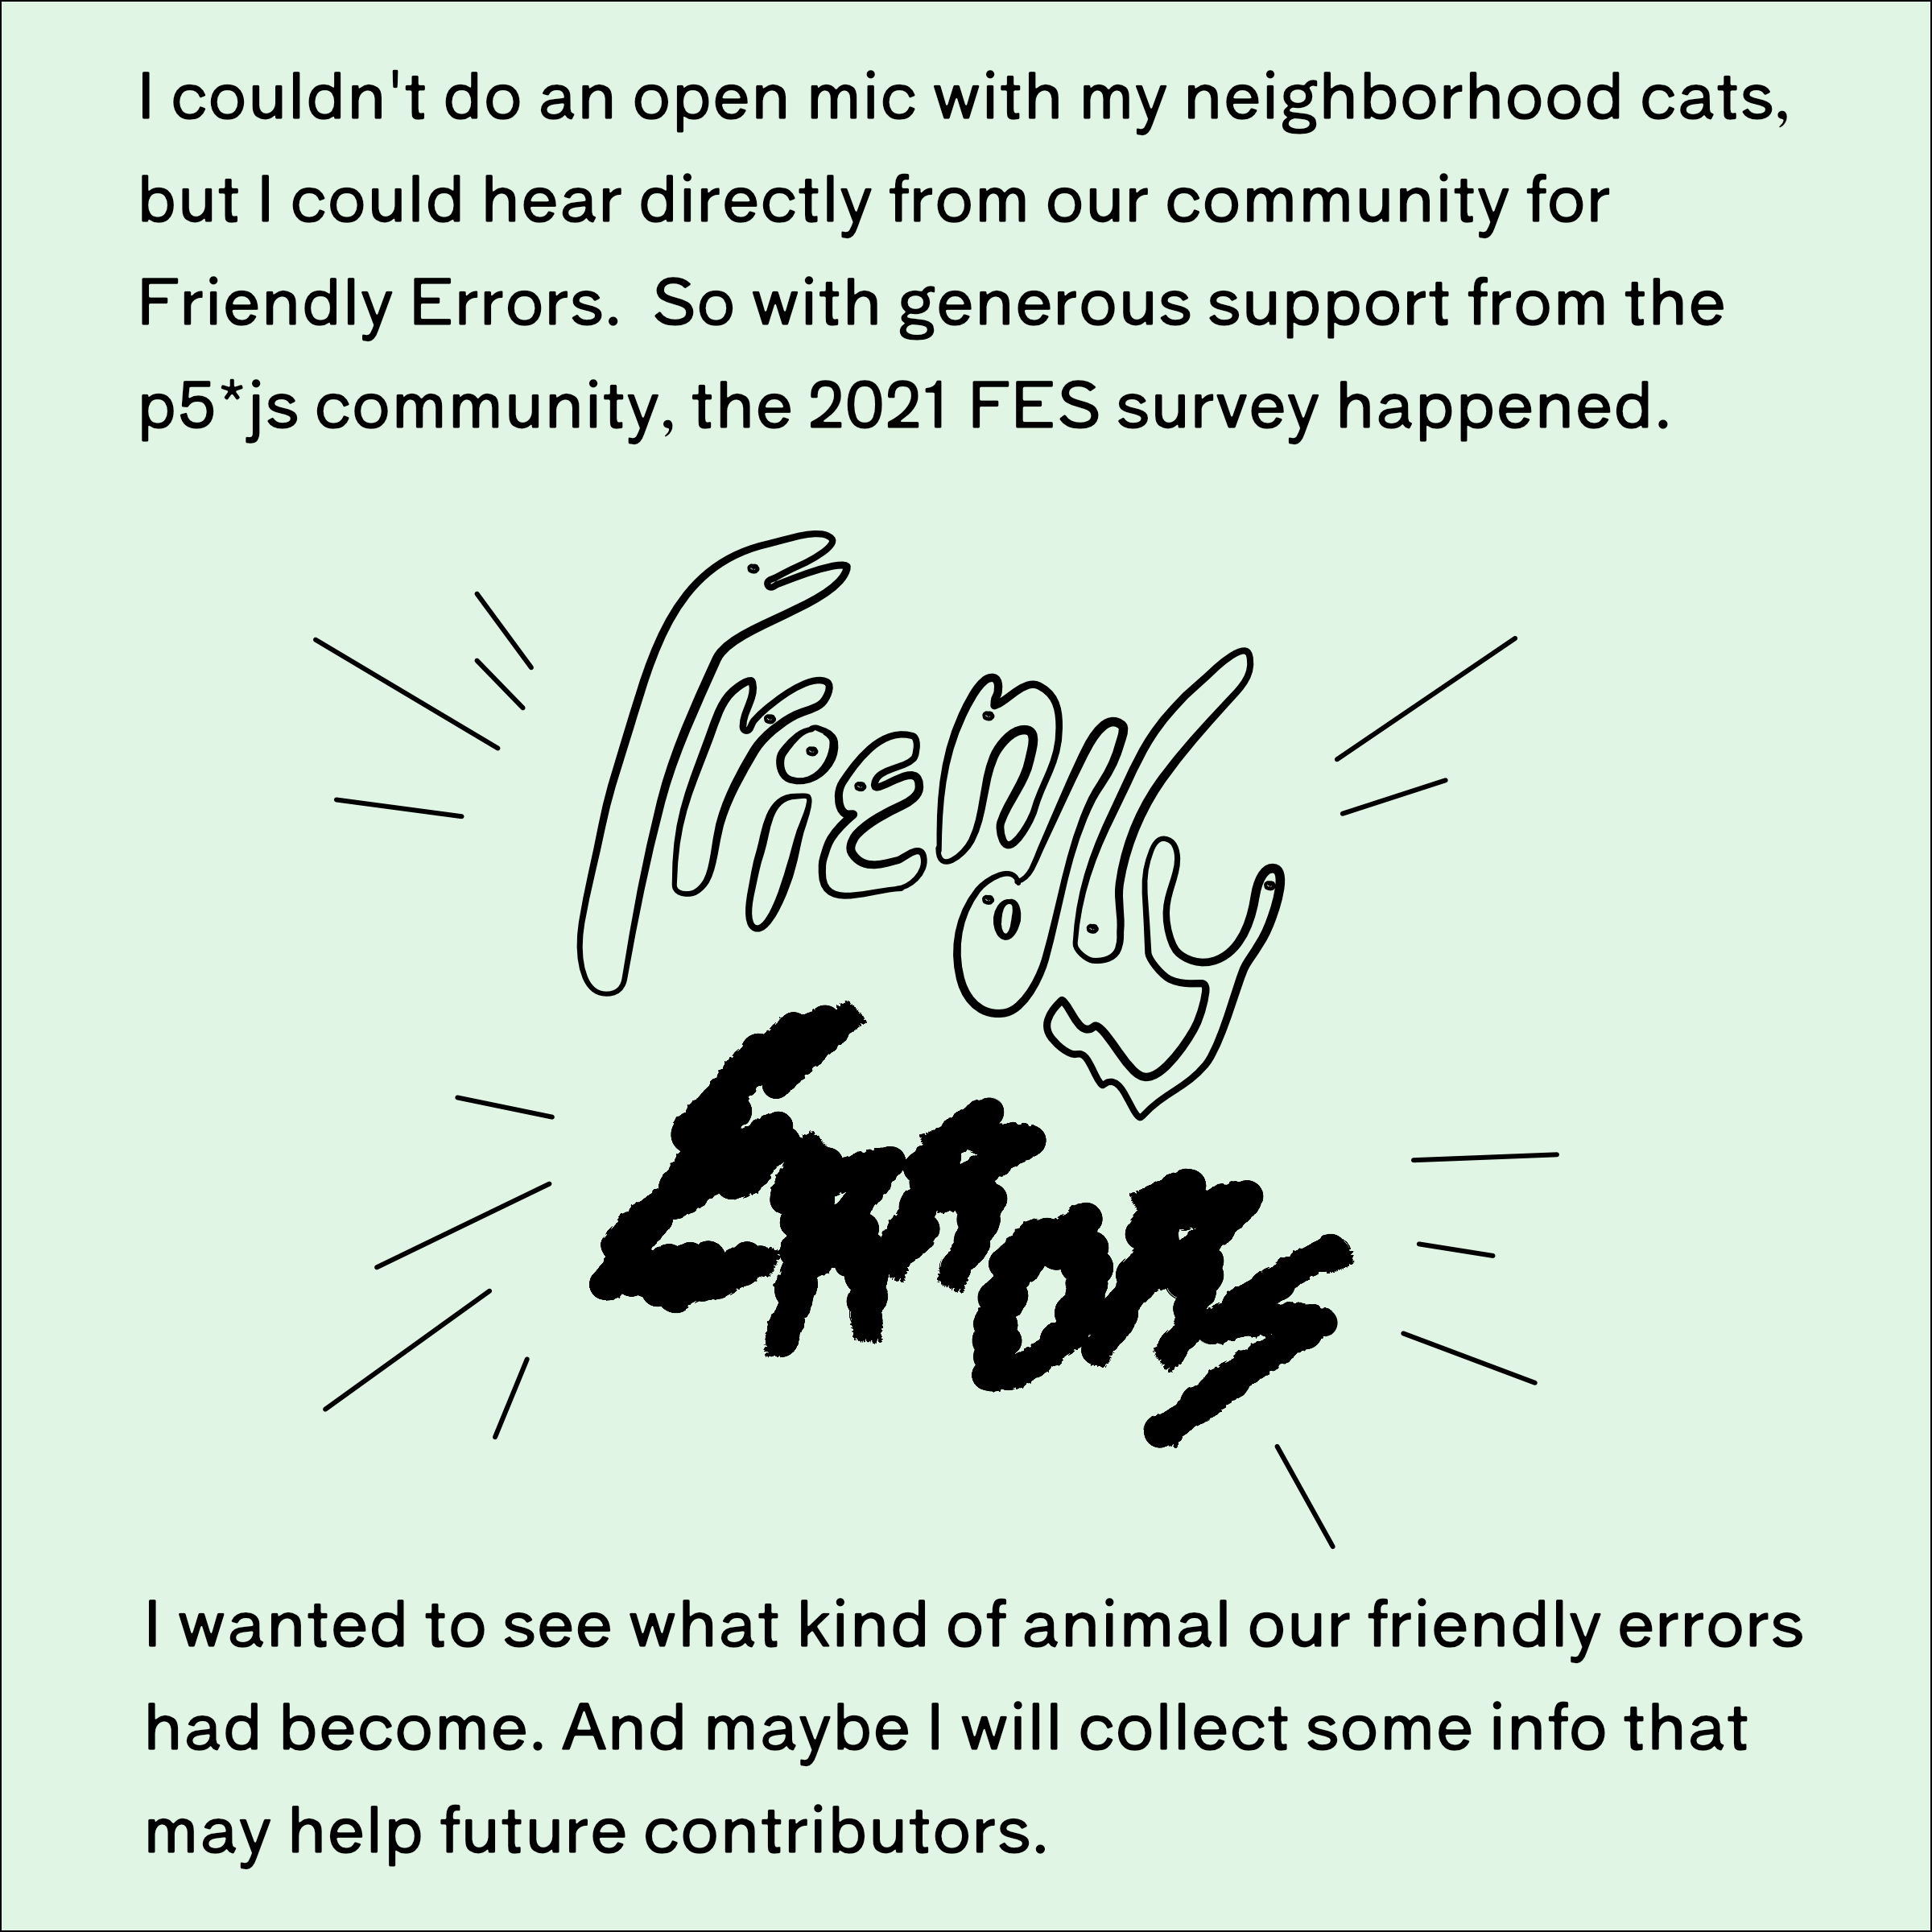 I couldn't do an open mic with my neighborhood cats,
but I could hear directly from our community for
Friendly Errors. So with generous support from the
p5*js community, the 2021 FES survey happened.
FRiENdly
ERRORS
I wanted to see what kind of animal our friendly errors
had become. And maybe I will collect some info that
may help future contributors.